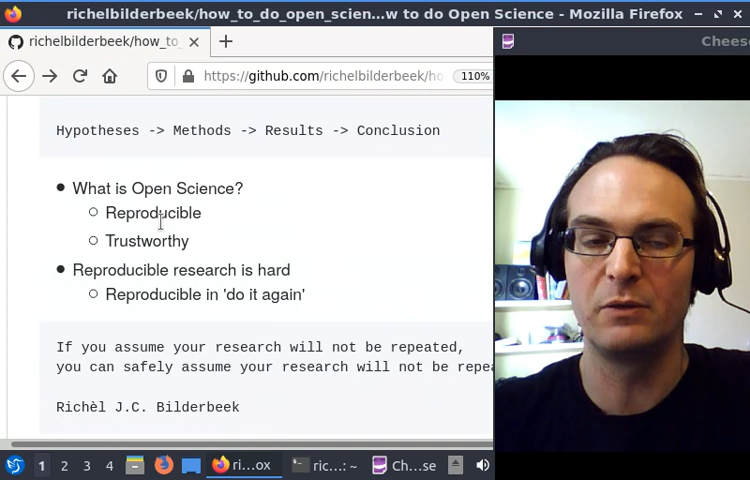 richelbilderbeek/how_to_do_open_scien…w to do Open Science - Mozilla Firefox
richelbilderbeek/how_to_
https://github.com/richelbilderbeek/ho
110%
Cheese
Hypotheses -> Methods -> Results -> Conclusion
What is Open Science?
Reproducible
Trustworthy
Reproducible research is hard
Reproducible in 'do it again'
If you assume your research will not be repeated,
you can safely assume your research will not be repea
Richèl J.C. Bilderbeek
1 2 3 4 ri…ox ric…: ~ Ch…se